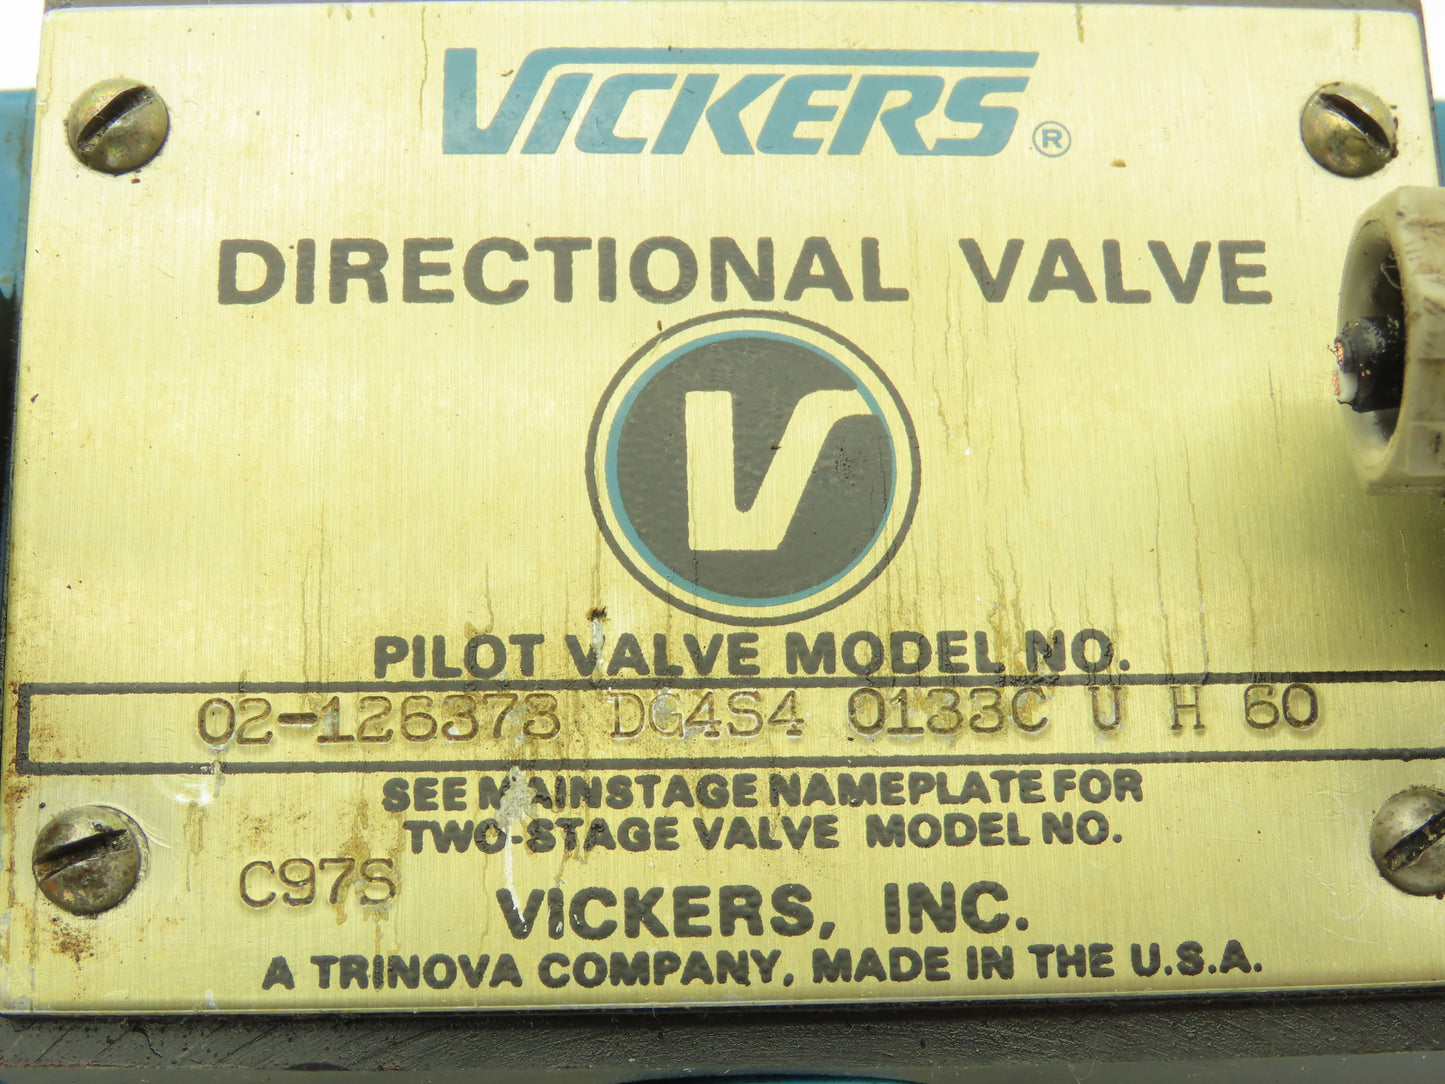 VICKERS®
DIRECTIONAL VALVE
V
PILOT VALVE MODEL NO.
02-126373 DG4S4 0133C U H 60
SEE MAINSTAGE NAMEPLATE FOR
TWO-STAGE VALVE MODEL NO.
C97S
VICKERS, INC.
A TRINOVA COMPANY, MADE IN THE U.S.A.